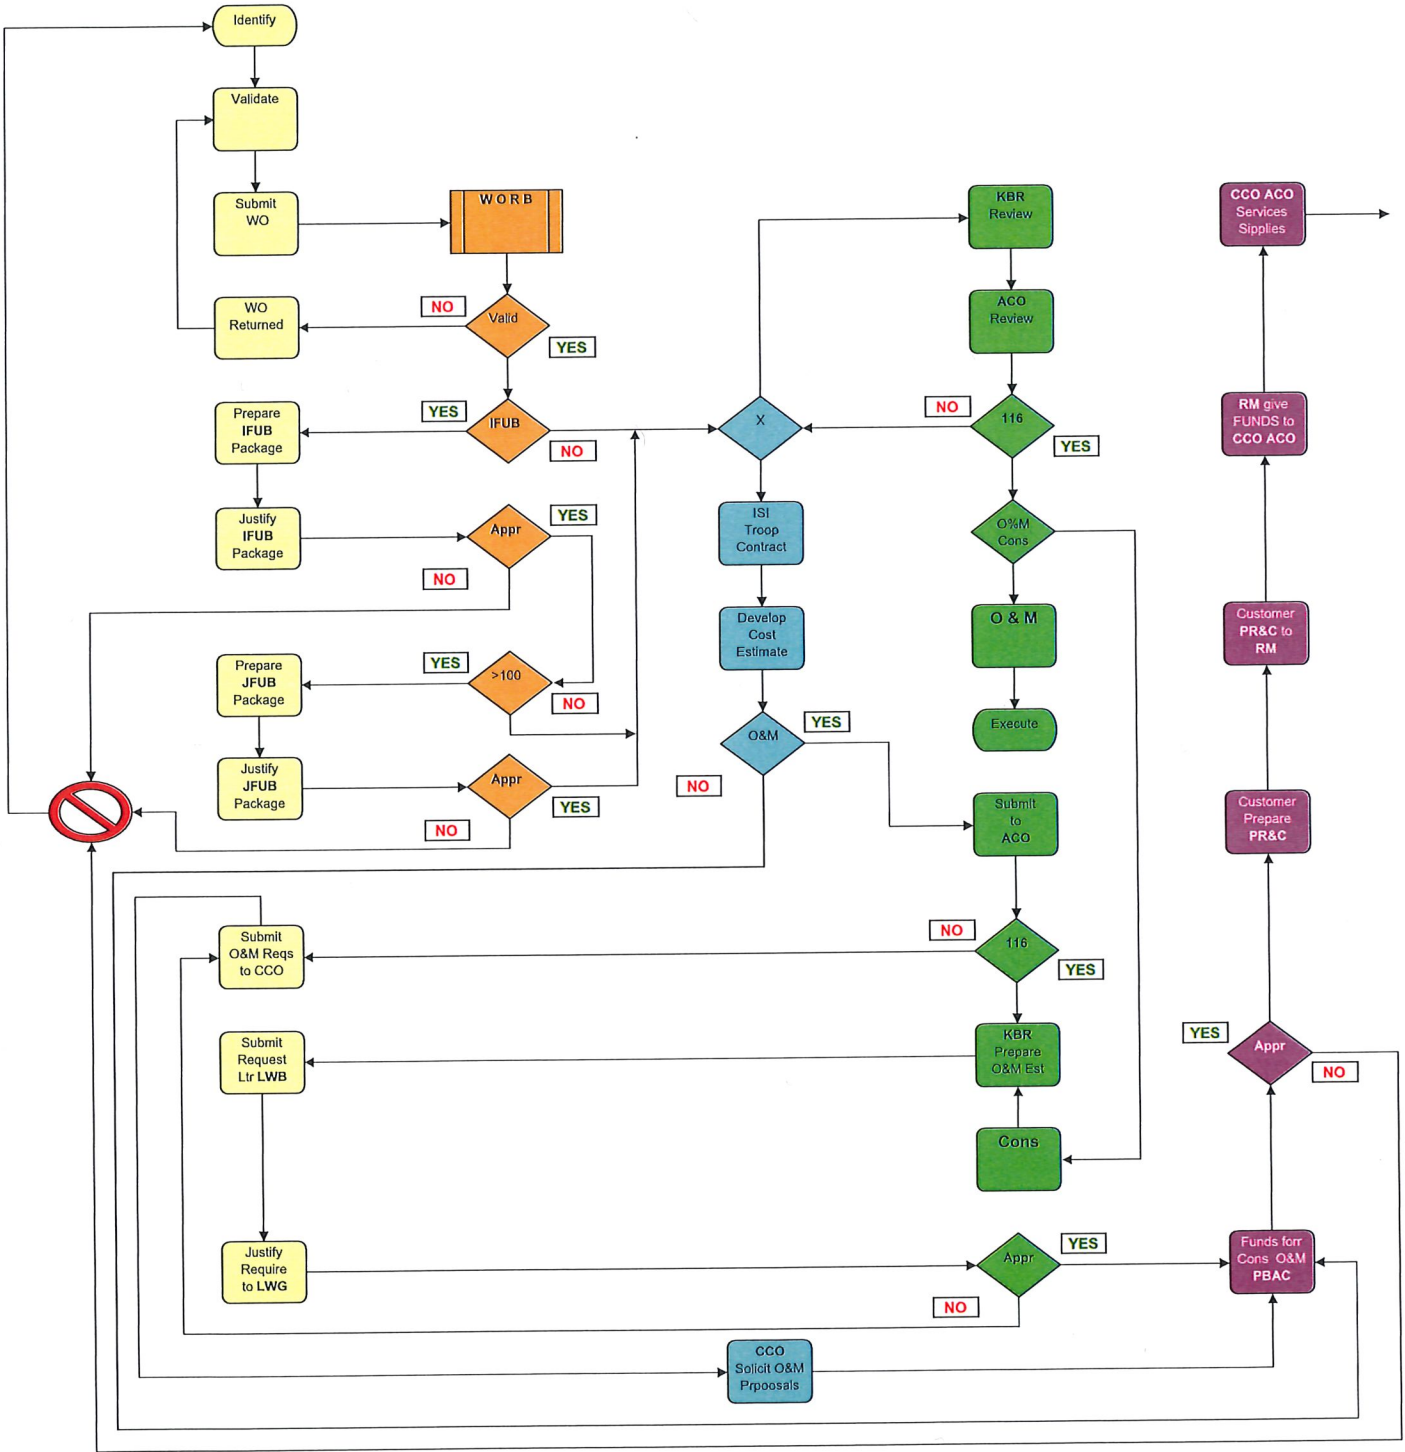 Identify
Validate
Submit
WO
W O R B
KBR
Review
CCO ACO
Services
Sipplies
WO
Returned
NO
Valid
YES
ACO
Review
Prepare
IFUB
Package
YES
IFUB
NO
X
NO
116
YES
RM give
FUNDS to
CCO ACO
Justify
IFUB
Package
Appr
YES
NO
ISI
Troop
Contract
O%M
Cons
Develop
Cost
Estimate
O & M
Customer
PR&C to
RM
Prepare
JFUB
Package
YES
>100
NO
O&M
YES
NO
Execute
Justify
JFUB
Package
Appr
YES
NO
Submit
to
ACO
Customer
Prepare
PR&C
Submit
O&M Reqs
to CCO
NO
116
YES
Submit
Request
Ltr LWB
KBR
Prepare
O&M Est
YES
Appr
NO
Cons
Justify
Require
to LWG
Appr
YES
NO
Funds forr
Cons O&M
PBAC
CCO
Solicit O&M
Prpoosals